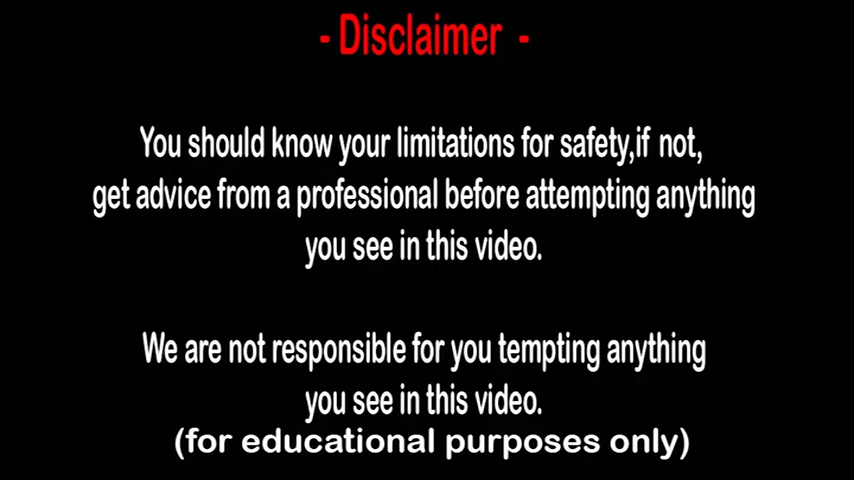 - Disclaimer -
You should know your limitations for safety,if not,
get advice from a professional before attempting anything
you see in this video.
We are not responsible for you tempting anything
you see in this video.
(for educational purposes only)